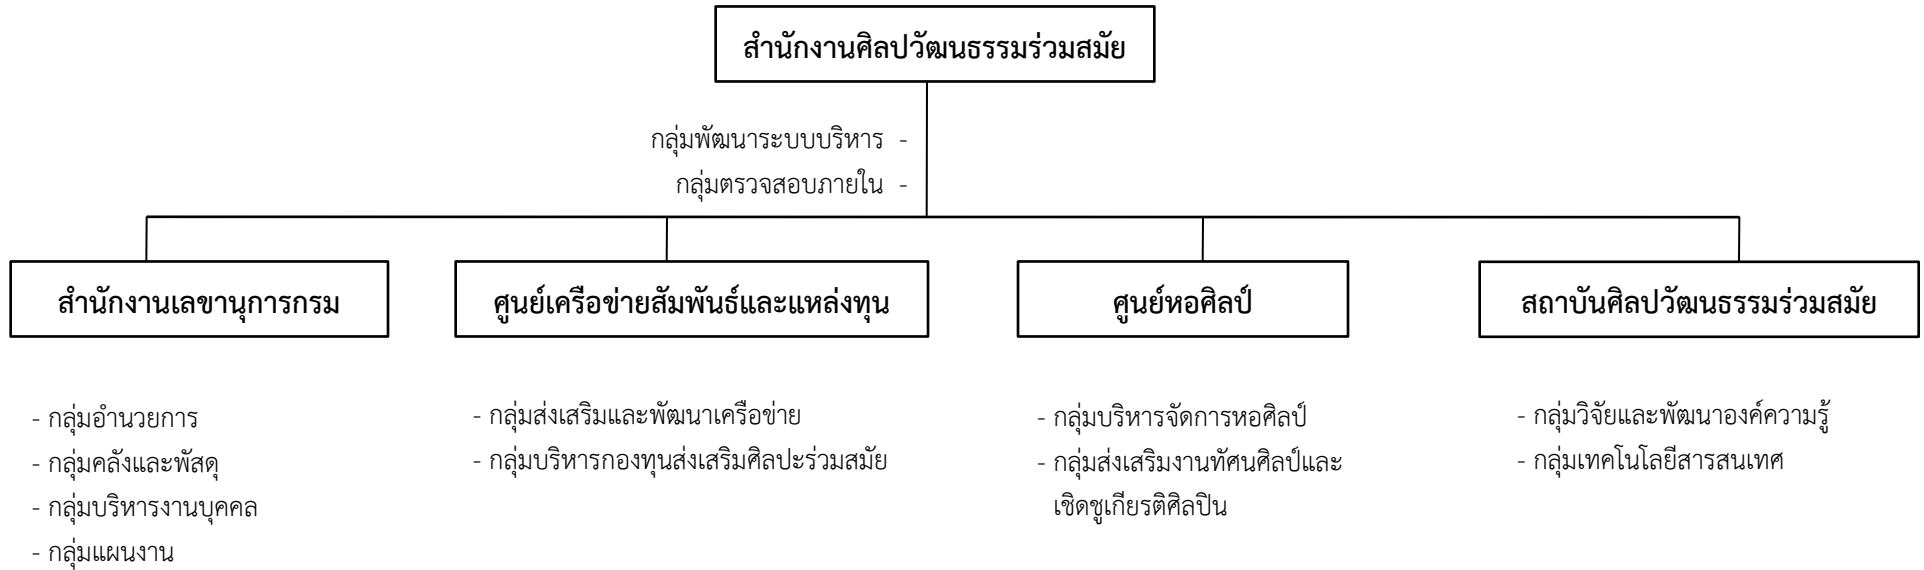 สำนักงานศิลปวัฒนธรรมร่วมสมัย
กลุ่มพัฒนาระบบบริหาร -
กลุ่มตรวจสอบภายใน -
สำนักงานเลขานุการกรม
- กลุ่มอำนวยการ
- กลุ่มคลังและพัสดุ
- กลุ่มบริหารงานบุคคล
- กลุ่มแผนงาน
ศูนย์เครือข่ายสัมพันธ์และแหล่งทุน
- กลุ่มส่งเสริมและพัฒนาเครือข่าย
- กลุ่มบริหารกองทุนส่งเสริมศิลปะร่วมสมัย
ศูนย์หอศิลป์
- กลุ่มบริหารจัดการหอศิลป์
- กลุ่มส่งเสริมงานทัศนศิลป์และ
เชิดชูเกียรติศิลปิน
สถาบันศิลปวัฒนธรรมร่วมสมัย
- กลุ่มวิจัยและพัฒนาองค์ความรู้
- กลุ่มเทคโนโลยีสารสนเทศ